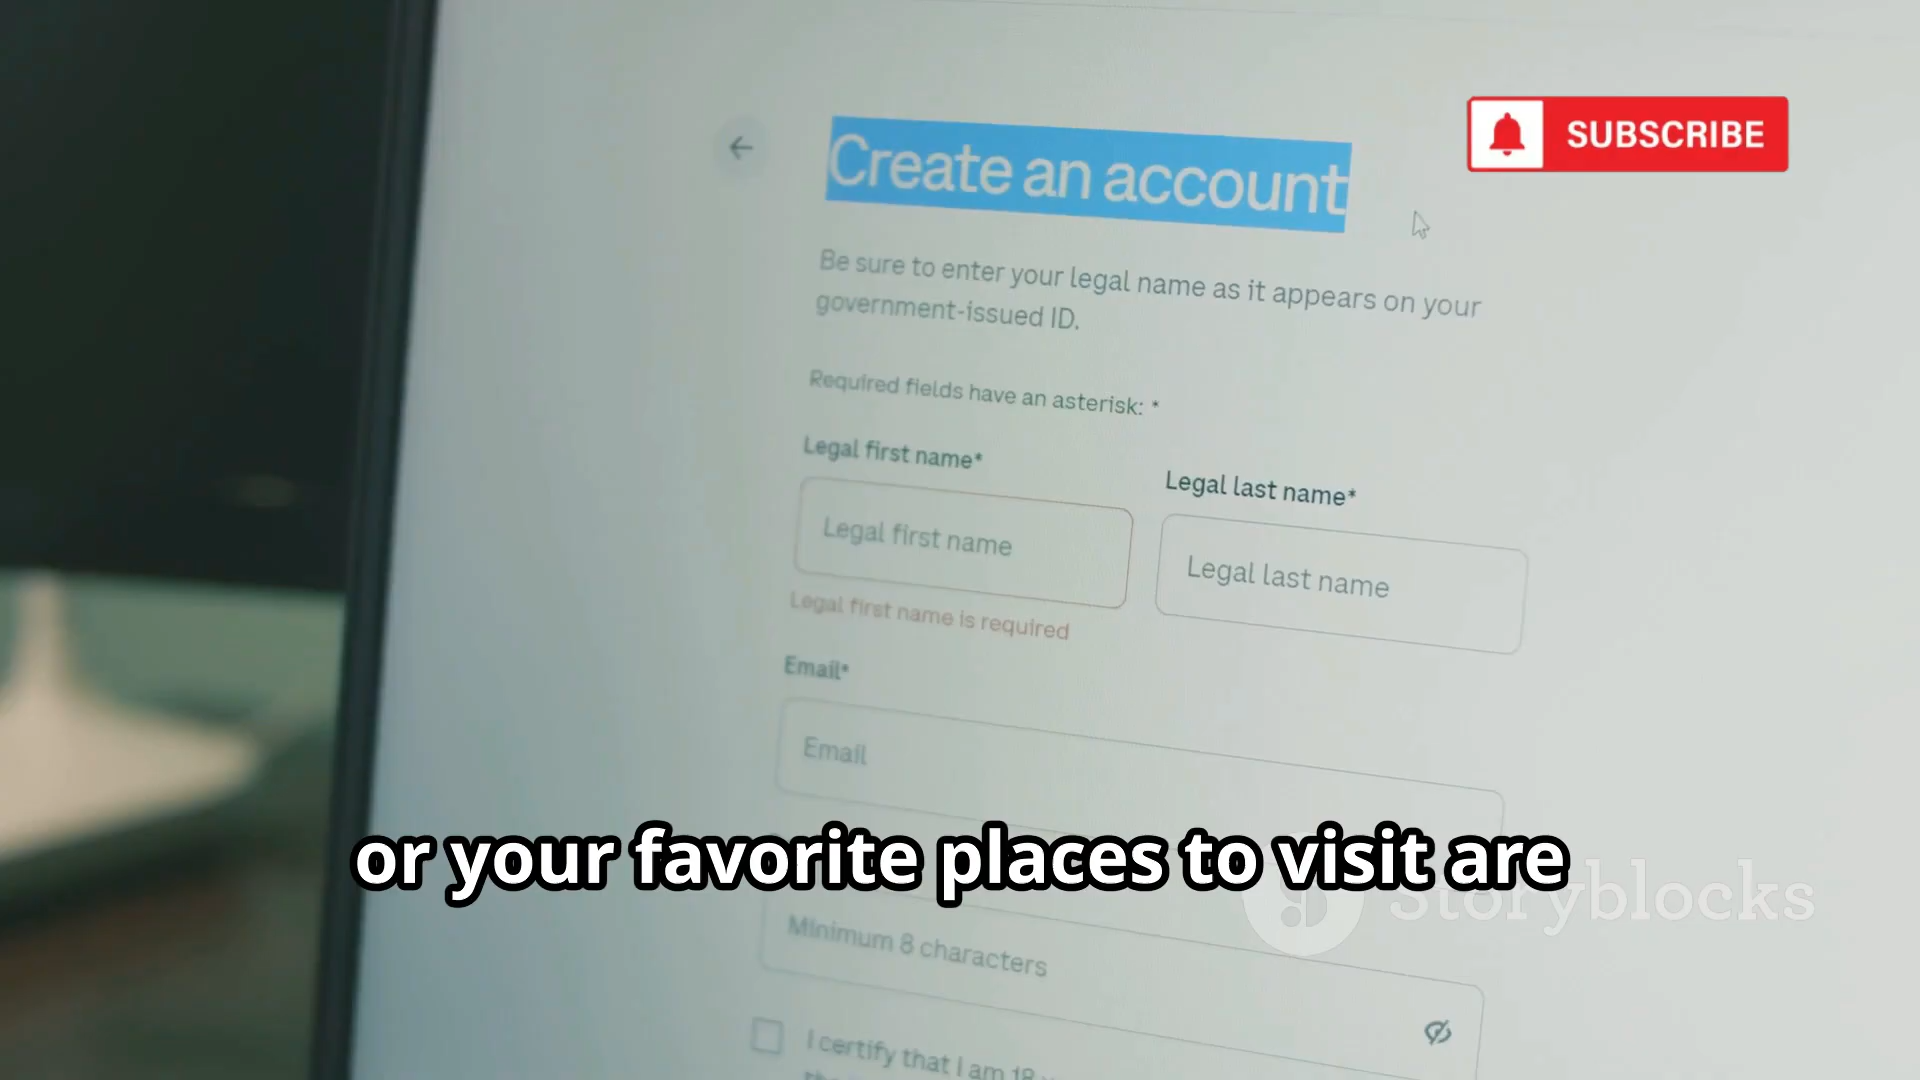 SUBSCRIBE
Create an account
Be sure to enter your legal name as it appears on your
government-issued ID.
Required fields have an asterisk: *
Legal first name*
Legal last name*
Legal first name
Legal last name
Legal first name is required
Email*
Email
or your favorite places to visit are
Storyblocks
Minimum 8 characters
I certify that I am 18